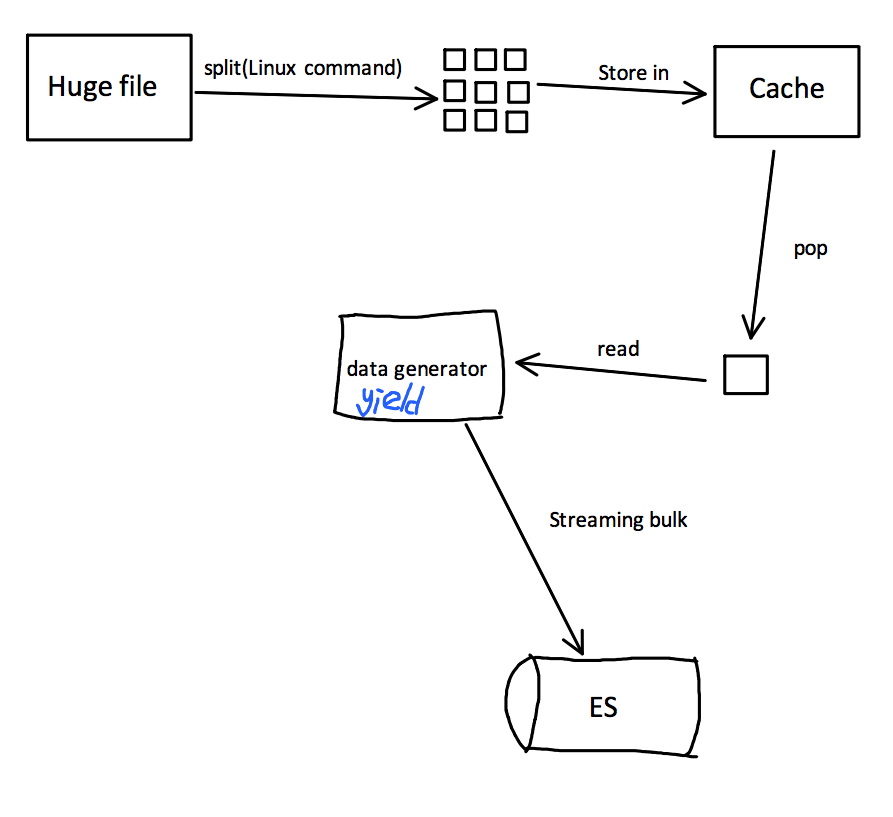 Huge file
split(Linux command)
Store in
Cache
pop
read
data generator
yield
Streaming bulk
ES